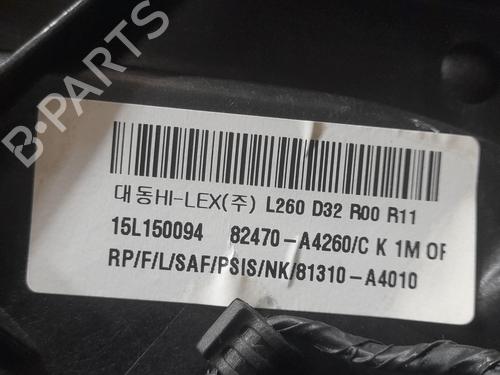 B-PARTS
대동HI-LEX(주) L260 D32 R00 R11
15L150094 82470-A4260/C K 1M OF
RP/F/L/SAF/PSIS/NK/81310-A4010